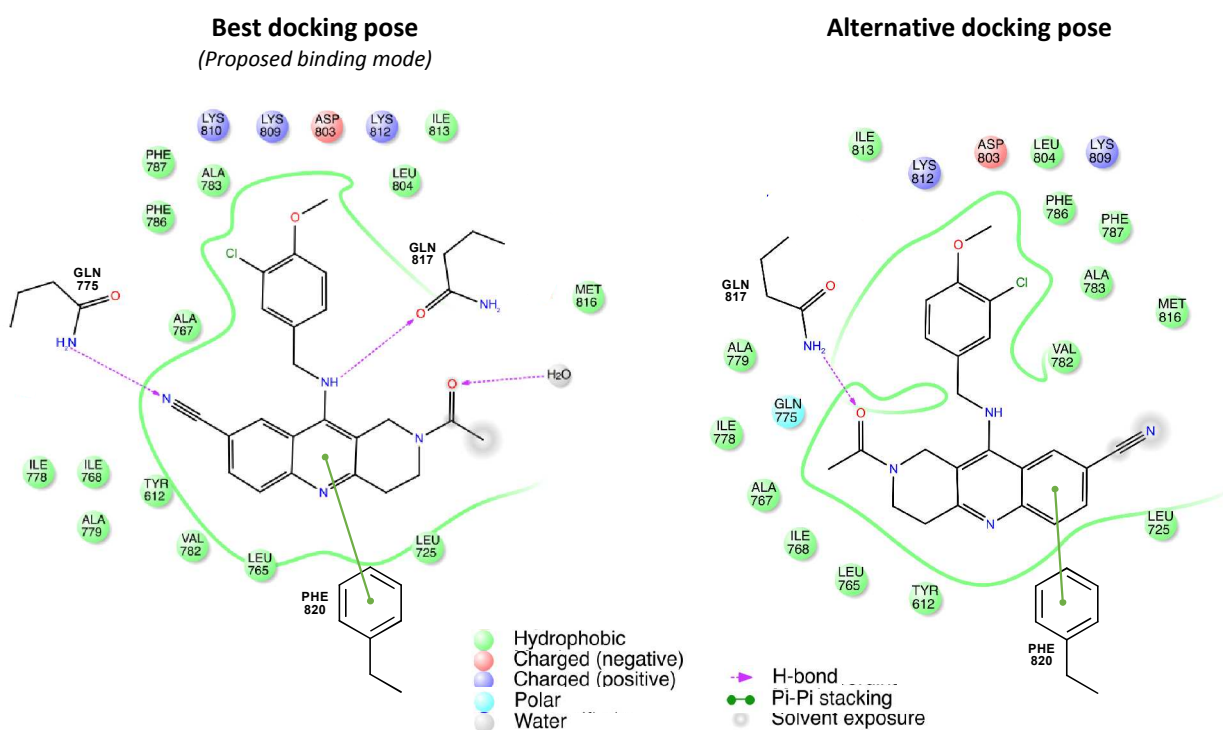 Best docking pose
(Proposed binding mode)
LYS
810
LYS
809
ASP
803
LYS
812
ILE
813
PHE
787
ALA
783
LEU
804
PHE
786
O
Cl
GLN
817
GLN
775
O
NH2
O
MET
816
ALA
767
H2N
H2O
NH
O
N
N
N
ILE
778
ILE
768
TYR
612
ALA
779
VAL
782
LEU
765
LEU
725
PHE
820
Alternative docking pose
ILE
813
LYS
812
ASP
803
LEU
804
LYS
809
PHE
786
PHE
787
O
Cl
GLN
817
O
ALA
783
MET
816
NH2
ALA
779
VAL
782
GLN
775
O
NH
N
ILE
778
N
N
ALA
767
ILE
768
LEU
765
TYR
612
LEU
725
PHE
820
Hydrophobic
Charged (negative)
Charged (positive)
Polar
Water
H-bond
Pi-Pi stacking
Solvent exposure